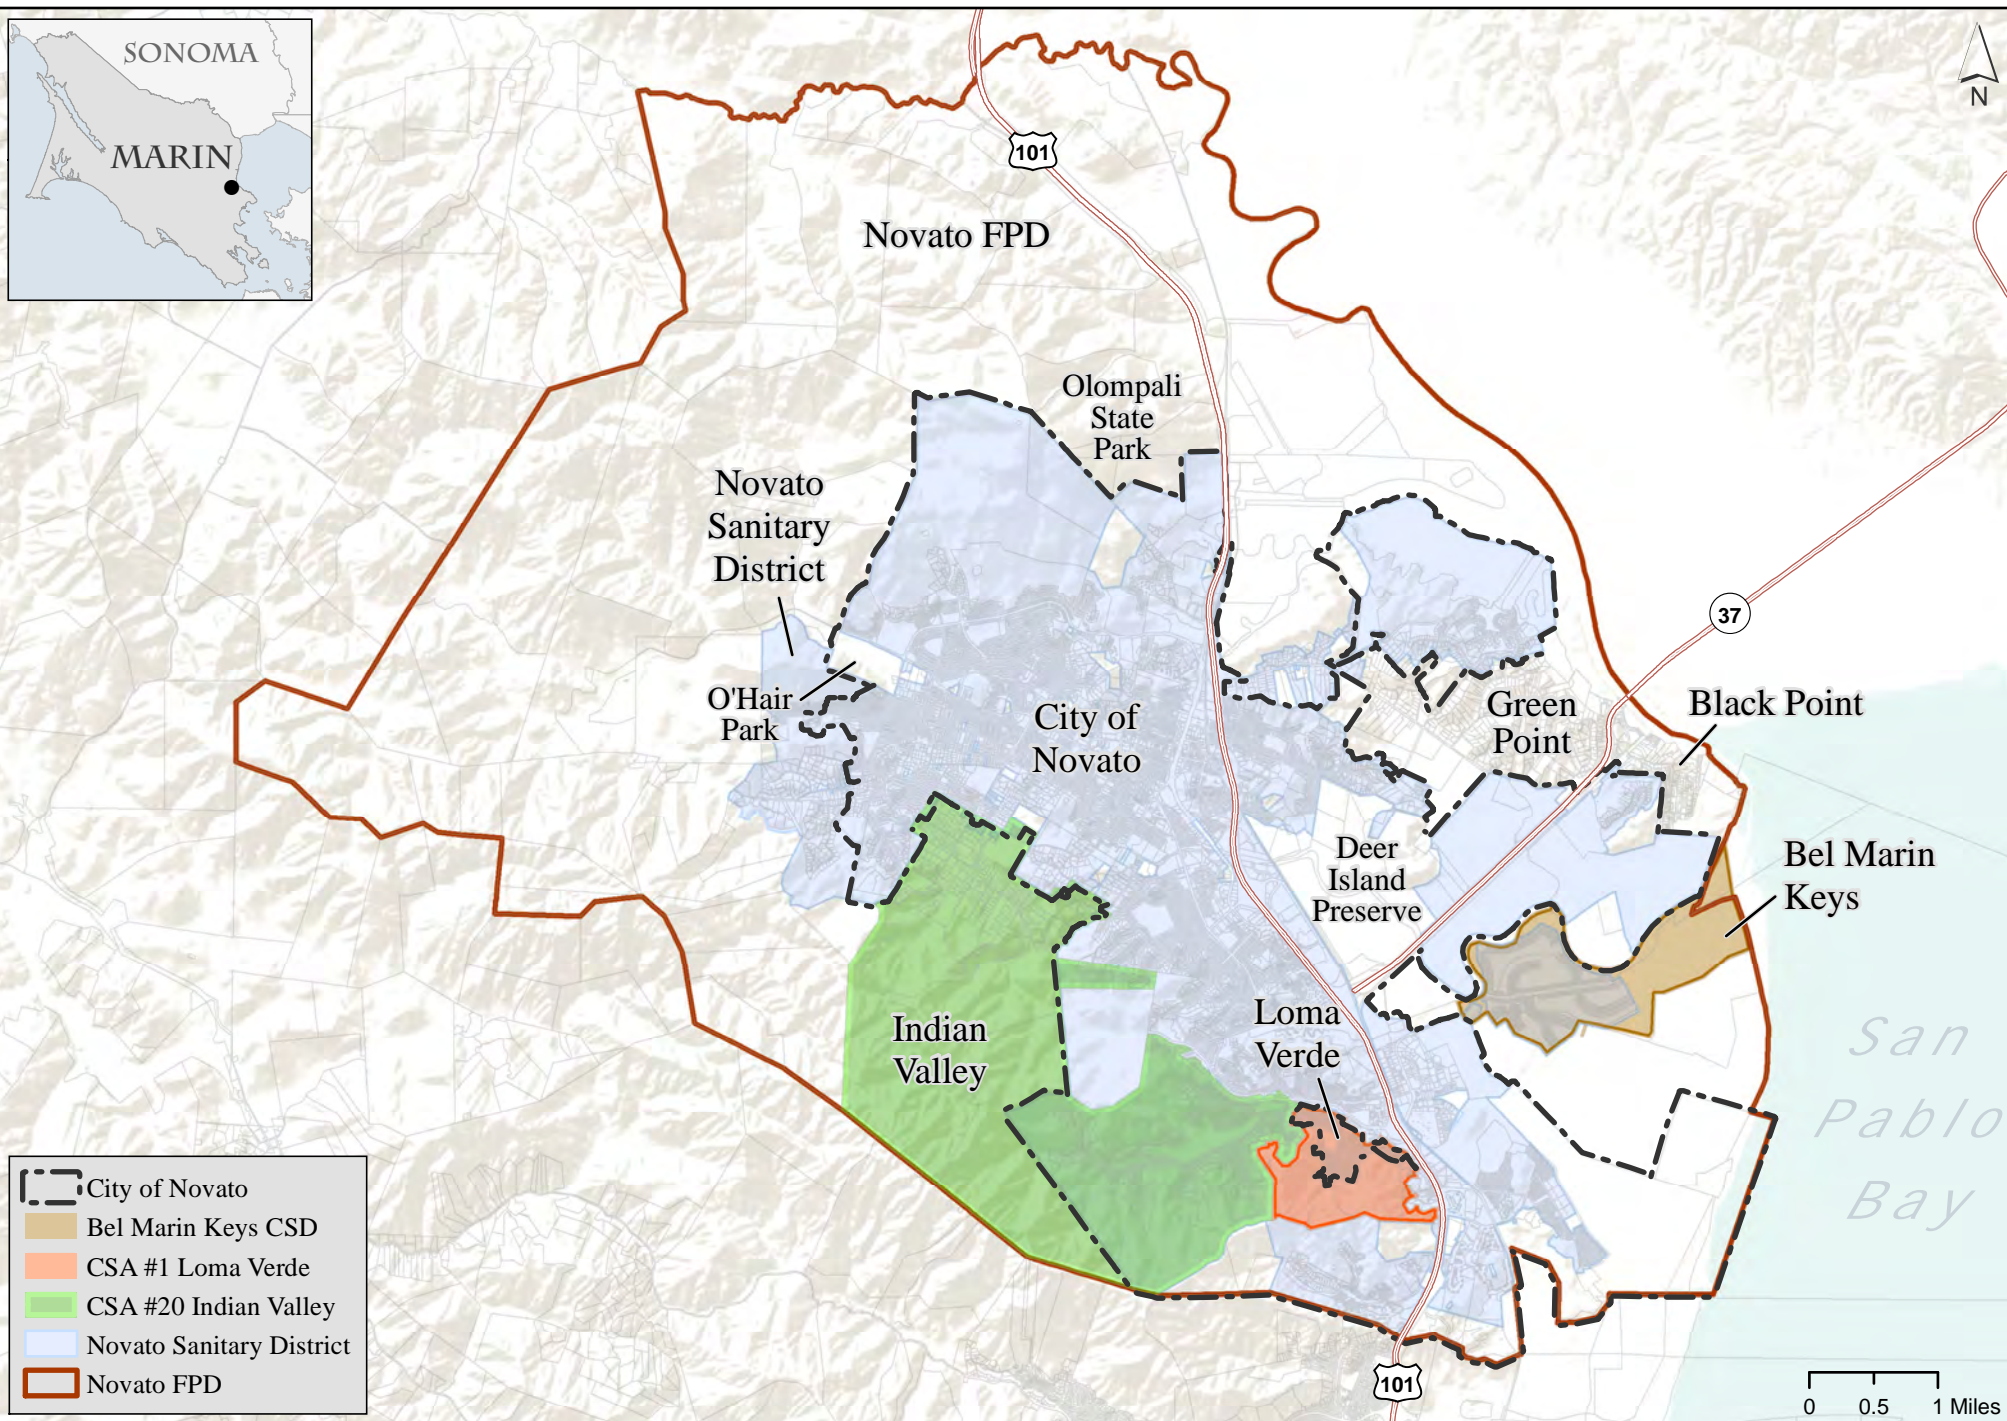 SONOMA
MARIN
N
101
Novato FPD
Olompali
State
Park
Novato
Sanitary
District
37
O'Hair
Park
City of
Novato
Green
Point
Black Point
Deer
Island
Preserve
Bel Marin
Keys
Indian
Valley
Loma
Verde
San
Pablo
Bay
City of Novato
Bel Marin Keys CSD
CSA #1 Loma Verde
CSA #20 Indian Valley
Novato Sanitary District
Novato FPD
101
0 0.5 1 Miles